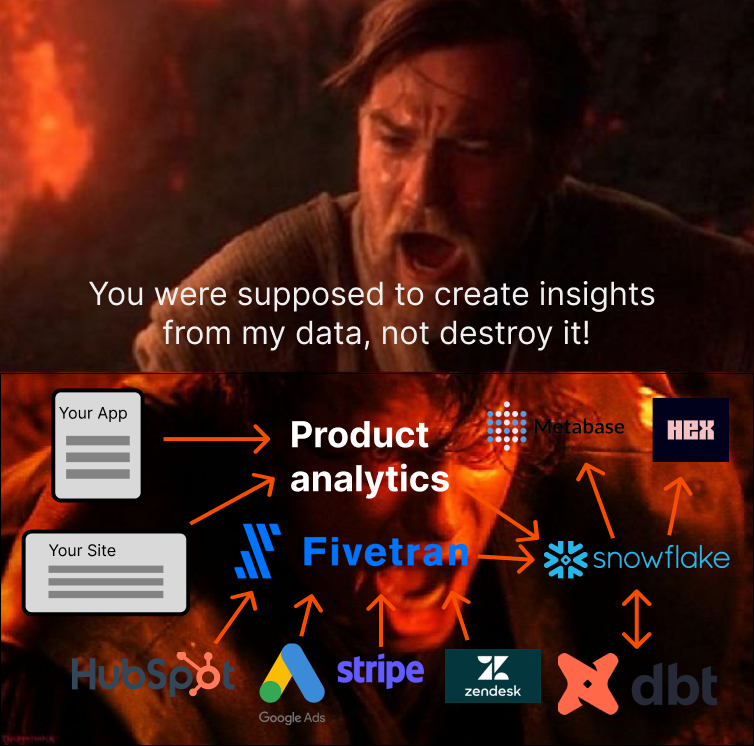 You were supposed to create insights
from my data, not destroy it!
Your App
Product
analytics
Metabase
HEX
Your Site
Fivetran
snowflake
HubSpot
Google Ads
stripe
zendesk
dbt